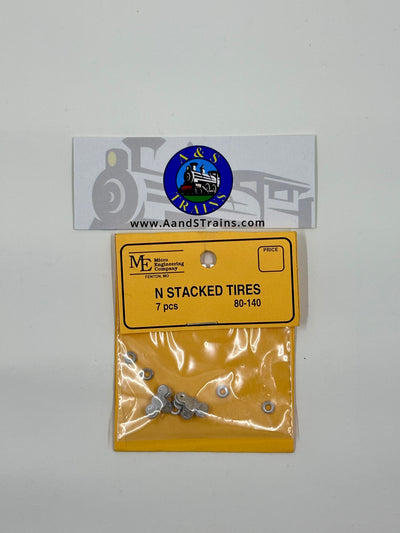 A & S
TRAINS
www.AandSTrains.com
ME Micro
Engineering
Company
FENTON, MO
PRICE
N STACKED TIRES
7 pcs 80-140